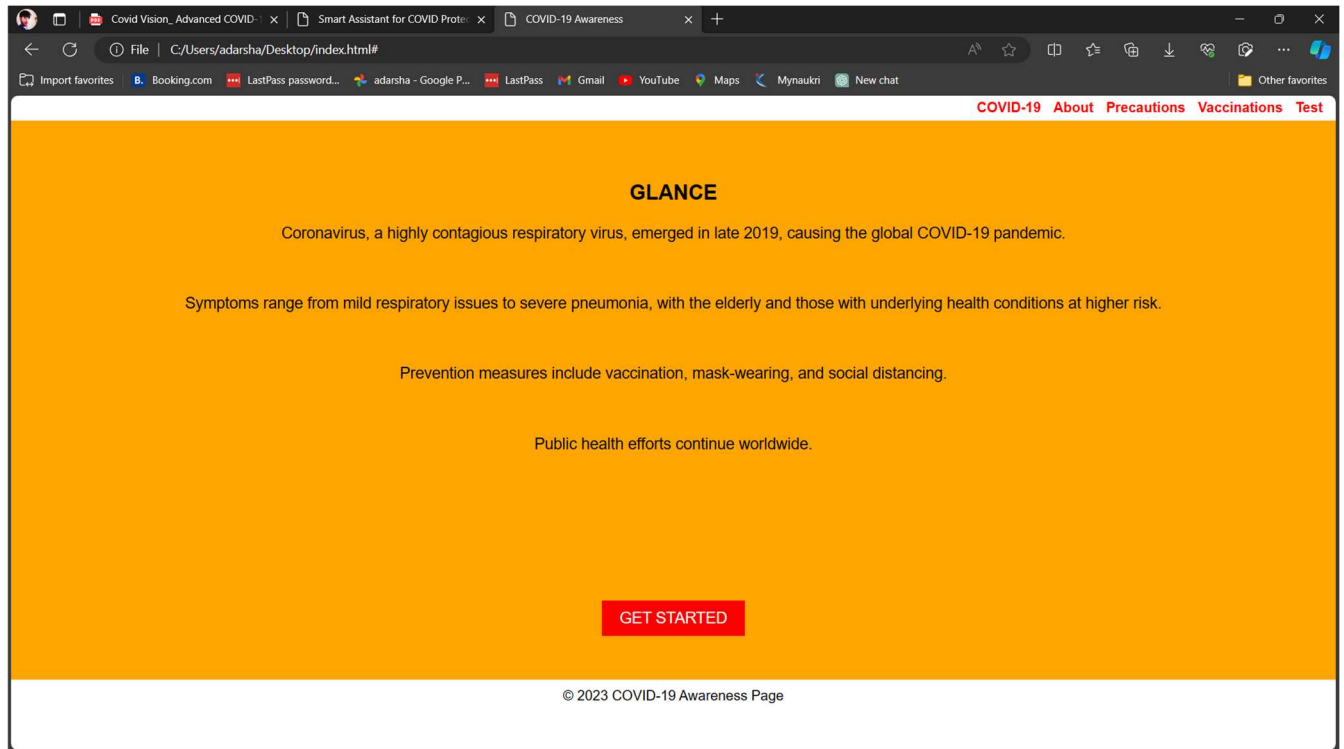 Covid Vision_ Advanced COVID-1
Smart Assistant for COVID Protec
COVID-19 Awareness
File | C:/Users/adarsha/Desktop/index.html#
Import favorites
B. Booking.com
LastPass password...
adarsha - Google P...
LastPass
Gmail
YouTube
Maps
Mynaukri
New chat
Other favorites
COVID-19 About Precautions Vaccinations Test
GLANCE
Coronavirus, a highly contagious respiratory virus, emerged in late 2019, causing the global COVID-19 pandemic.
Symptoms range from mild respiratory issues to severe pneumonia, with the elderly and those with underlying health conditions at higher risk.
Prevention measures include vaccination, mask-wearing, and social distancing.
Public health efforts continue worldwide.
GET STARTED
© 2023 COVID-19 Awareness Page